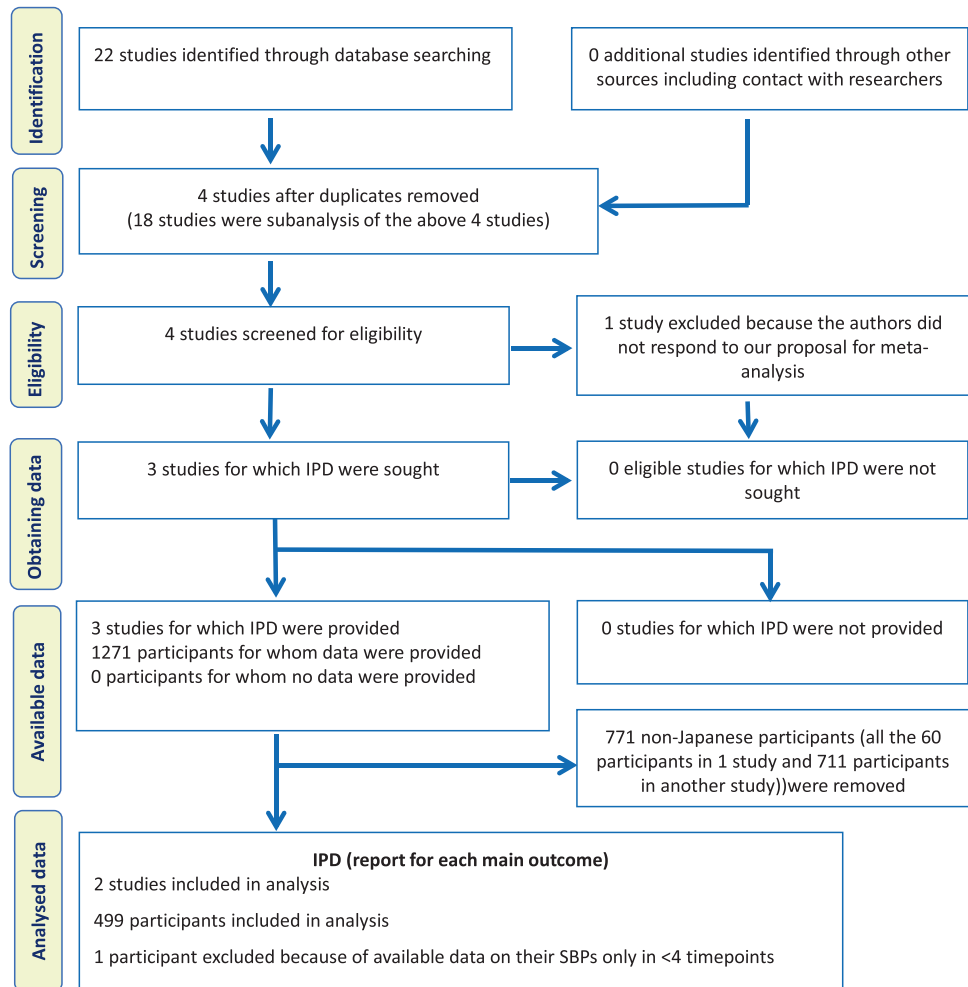 Identification
22 studies identified through database searching
0 additional studies identified through other
sources including contact with researchers
Screening
4 studies after duplicates removed
(18 studies were subanalysis of the above 4 studies)
Eligibility
4 studies screened for eligibility
1 study excluded because the authors did
not respond to our proposal for meta-
analysis
Obtaining data
3 studies for which IPD were sought
0 eligible studies for which IPD were not
sought
Available data
3 studies for which IPD were provided
1271 participants for whom data were provided
0 participants for whom no data were provided
0 studies for which IPD were not provided
771 non-Japanese participants (all the 60
participants in 1 study and 711 participants
in another study))were removed
Analysed data
IPD (report for each main outcome)
2 studies included in analysis
499 participants included in analysis
1 participant excluded because of available data on their SBPs only in <4 timepoints